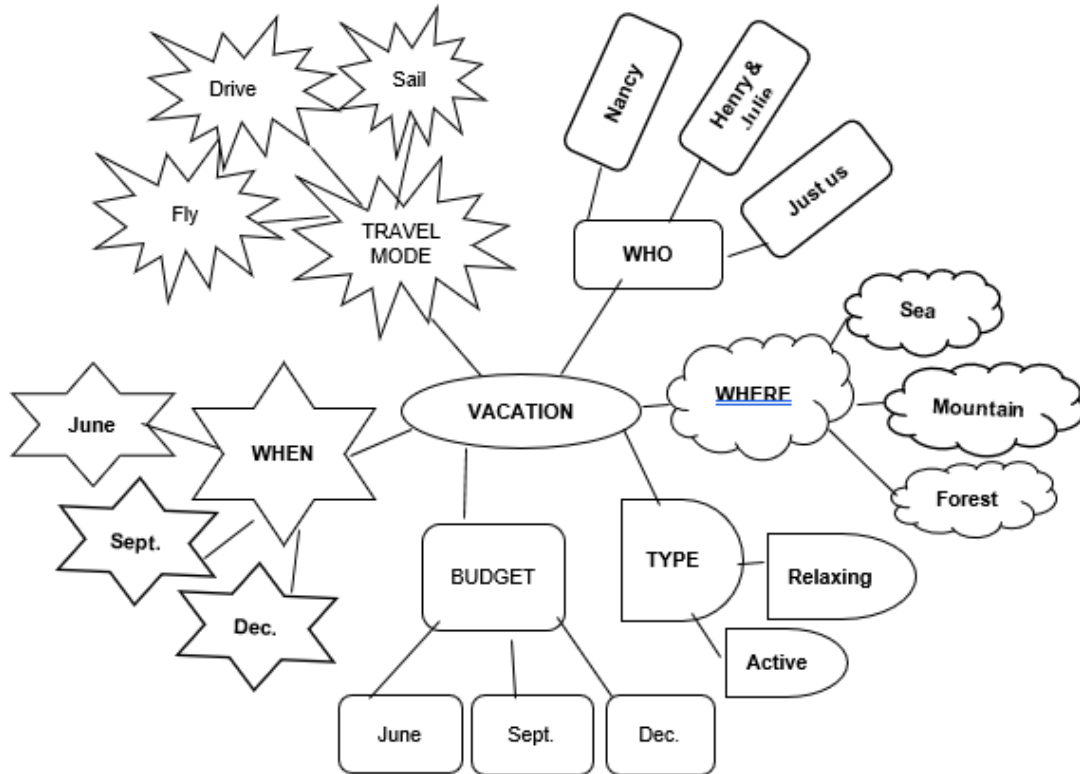 Drive
Sail
Fly
TRAVEL
MODE
Nancy
Henry &
Julie
Just us
WHO
Sea
WHERE
Mountain
Forest
VACATION
June
WHEN
Sept.
Dec.
BUDGET
TYPE
Relaxing
Active
June
Sept.
Dec.